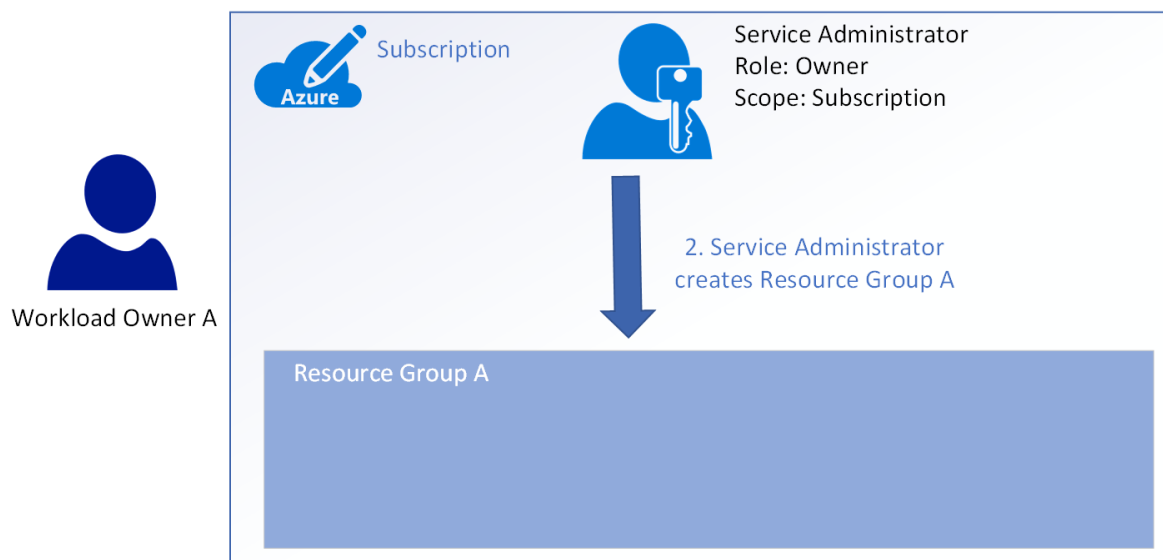 Azure
Subscription
Service Administrator
Role: Owner
Scope: Subscription
Workload Owner A
2. Service Administrator
creates Resource Group A
Resource Group A